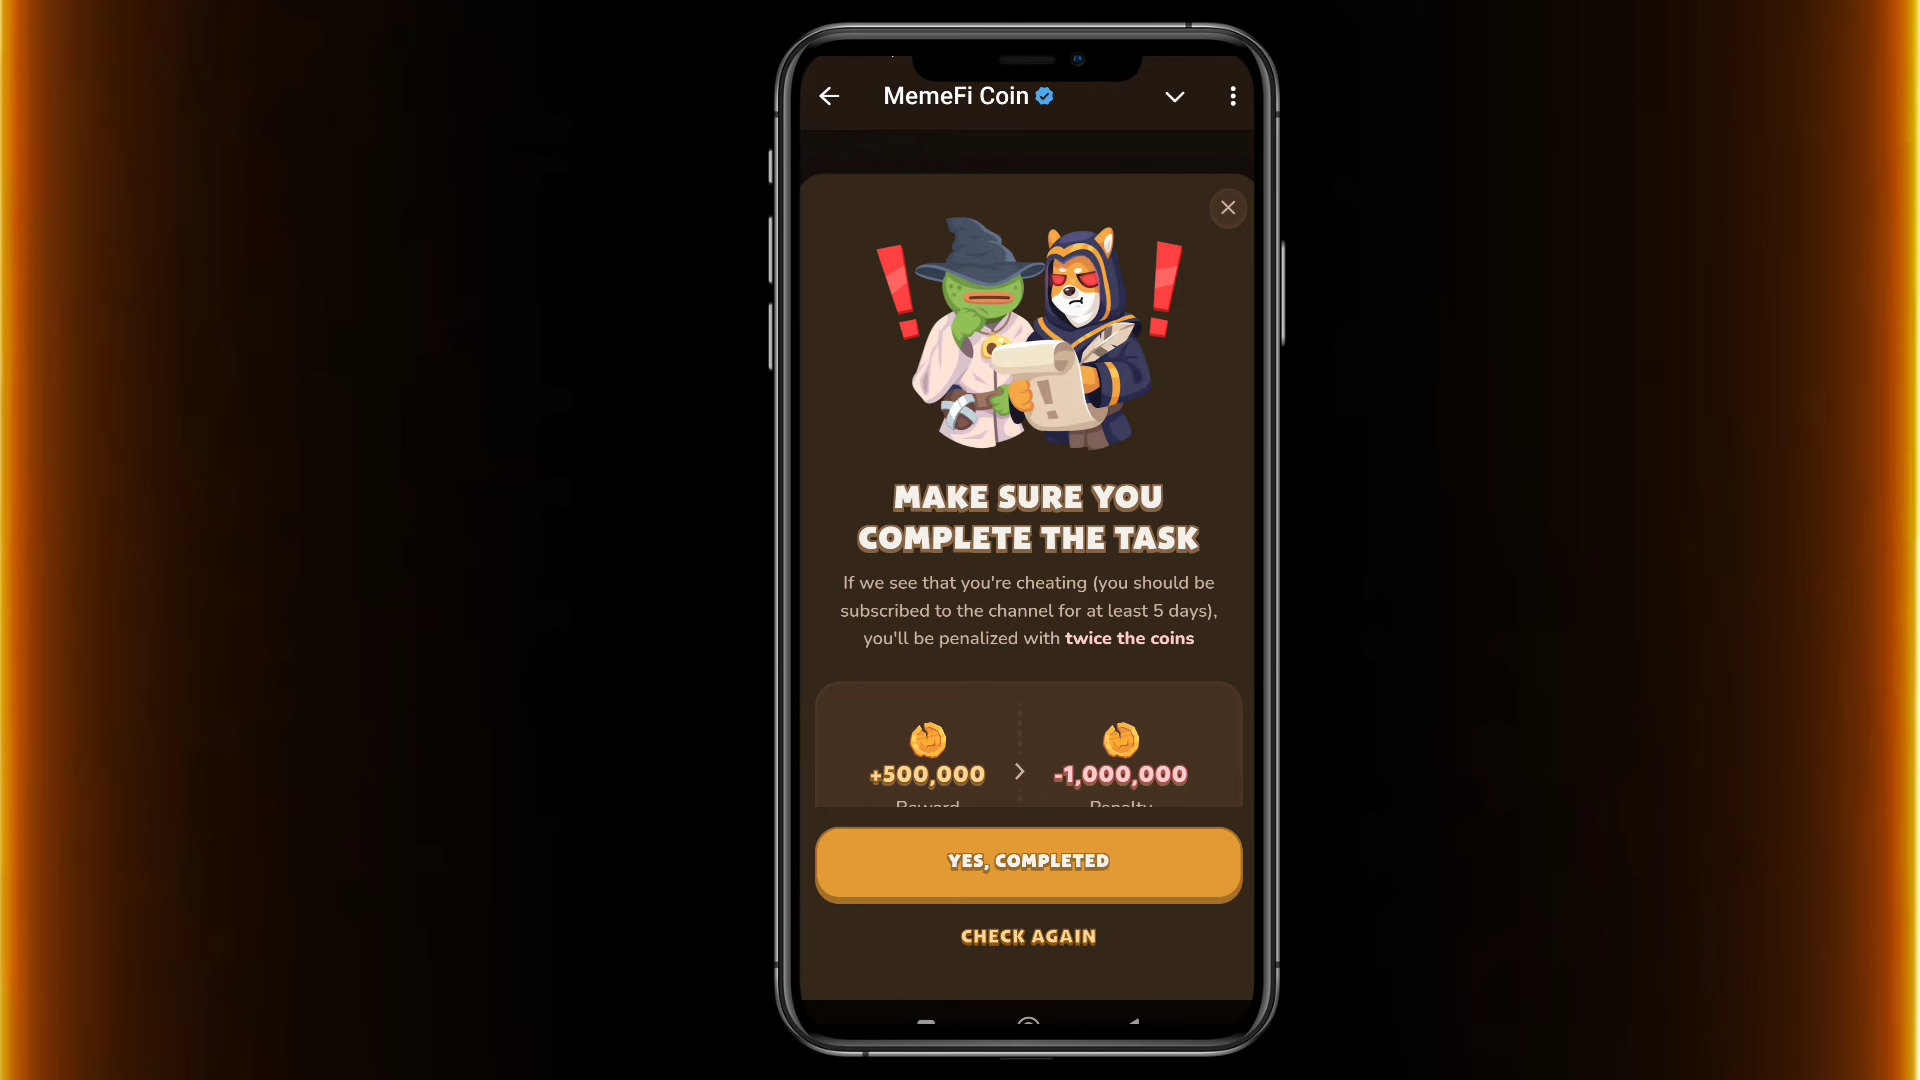 MemeFi Coin
MAKE SURE YOU
COMPLETE THE TASK
If we see that you're cheating (you should be
subscribed to the channel for at least 5 days),
you'll be penalized with twice the coins
+500,000 > -1,000,000
Reward Penalty
YES, COMPLETED
CHECK AGAIN